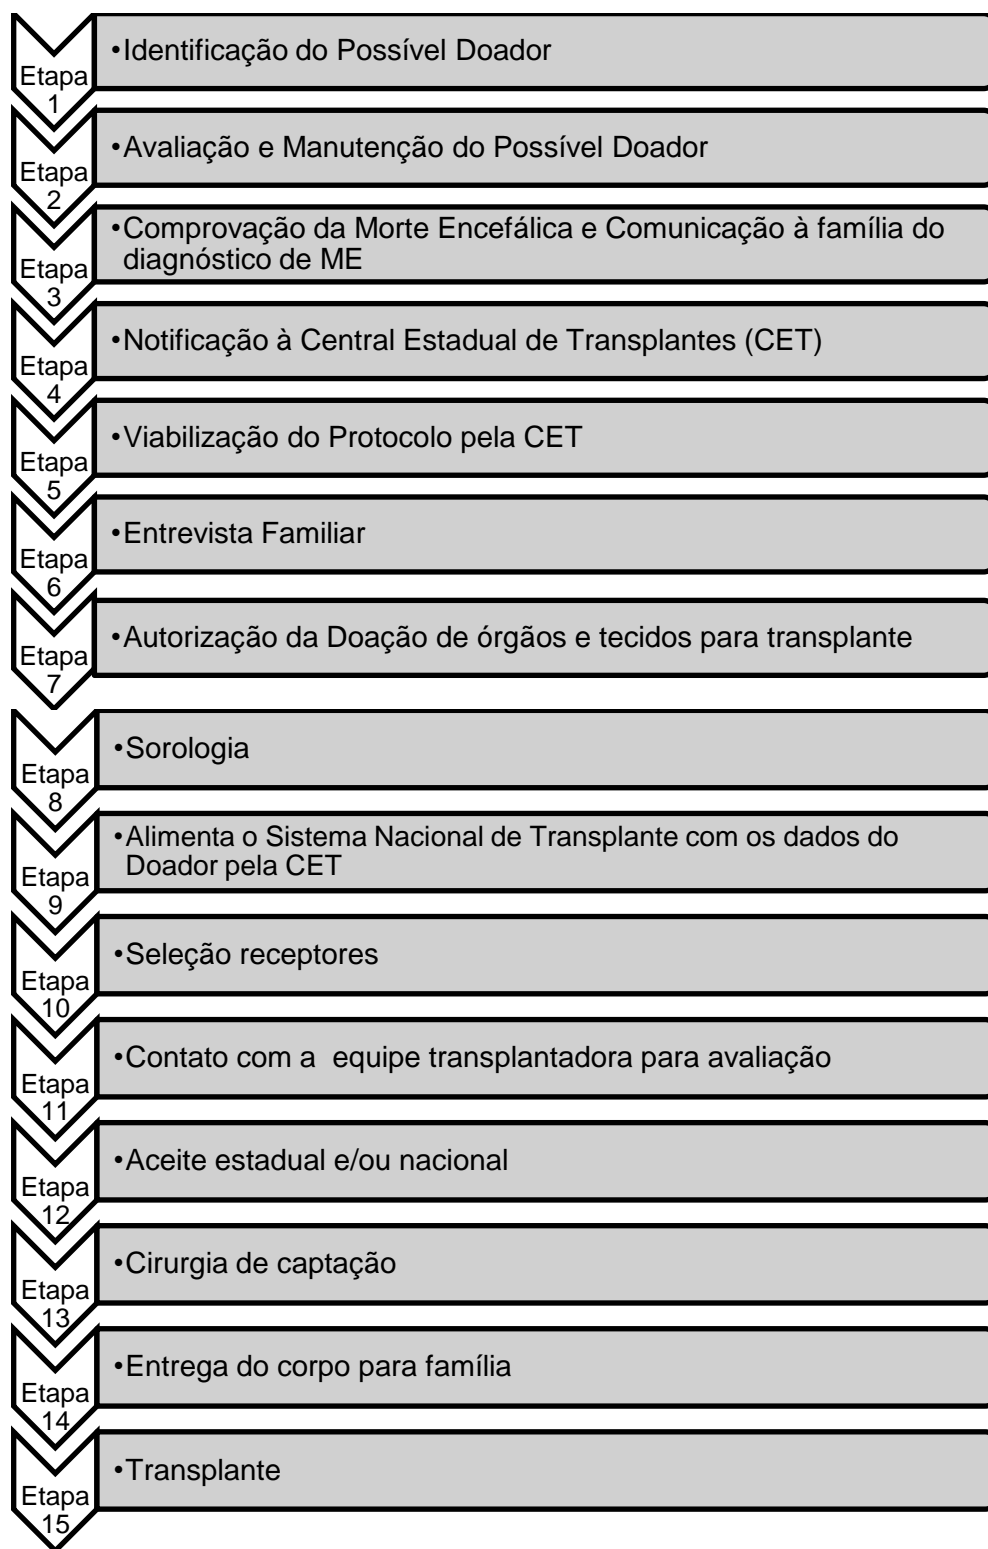 Etapa
1
•Identificação do Possível Doador
Etapa
2
•Avaliação e Manutenção do Possível Doador
Etapa
3
•Comprovação da Morte Encefálica e Comunicação à família do
diagnóstico de ME
Etapa
4
•Notificação à Central Estadual de Transplantes (CET)
Etapa
5
•Viabilização do Protocolo pela CET
Etapa
6
•Entrevista Familiar
Etapa
7
•Autorização da Doação de órgãos e tecidos para transplante
Etapa
8
•Sorologia
Etapa
9
•Alimenta o Sistema Nacional de Transplante com os dados do
Doador pela CET
Etapa
10
•Seleção receptores
Etapa
11
•Contato com a  equipe transplantadora para avaliação
Etapa
12
•Aceite estadual e/ou nacional
Etapa
13
•Cirurgia de captação
Etapa
14
•Entrega do corpo para família
Etapa
15
•Transplante